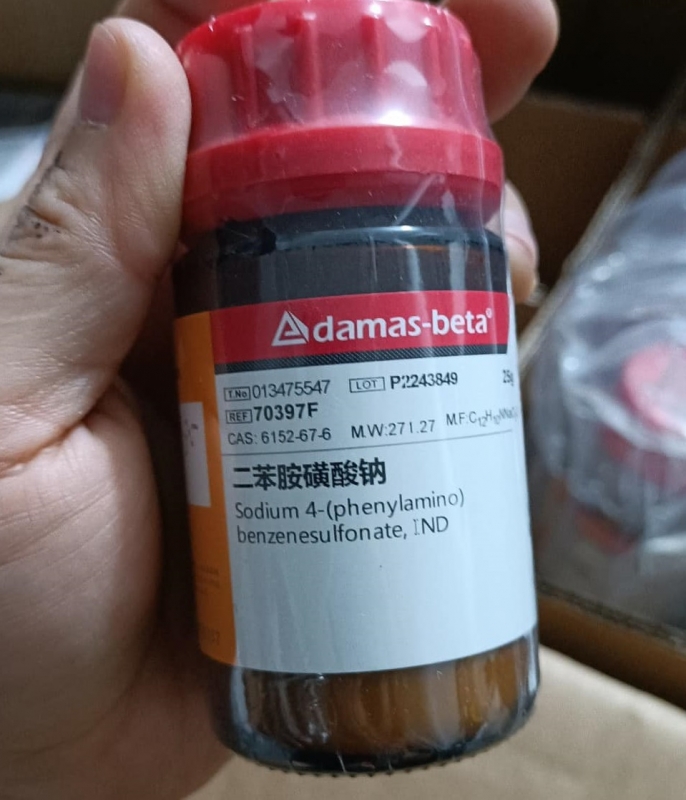 damas-beta®
T.No 013475547 LOT P2243849 25g
REF 70397F
CAS: 6152-67-6 M.W:271.27 M.F:C12H10NNaO
二苯胺磺酸钠
Sodium 4-(phenylamino)
benzenesulfonate, IND